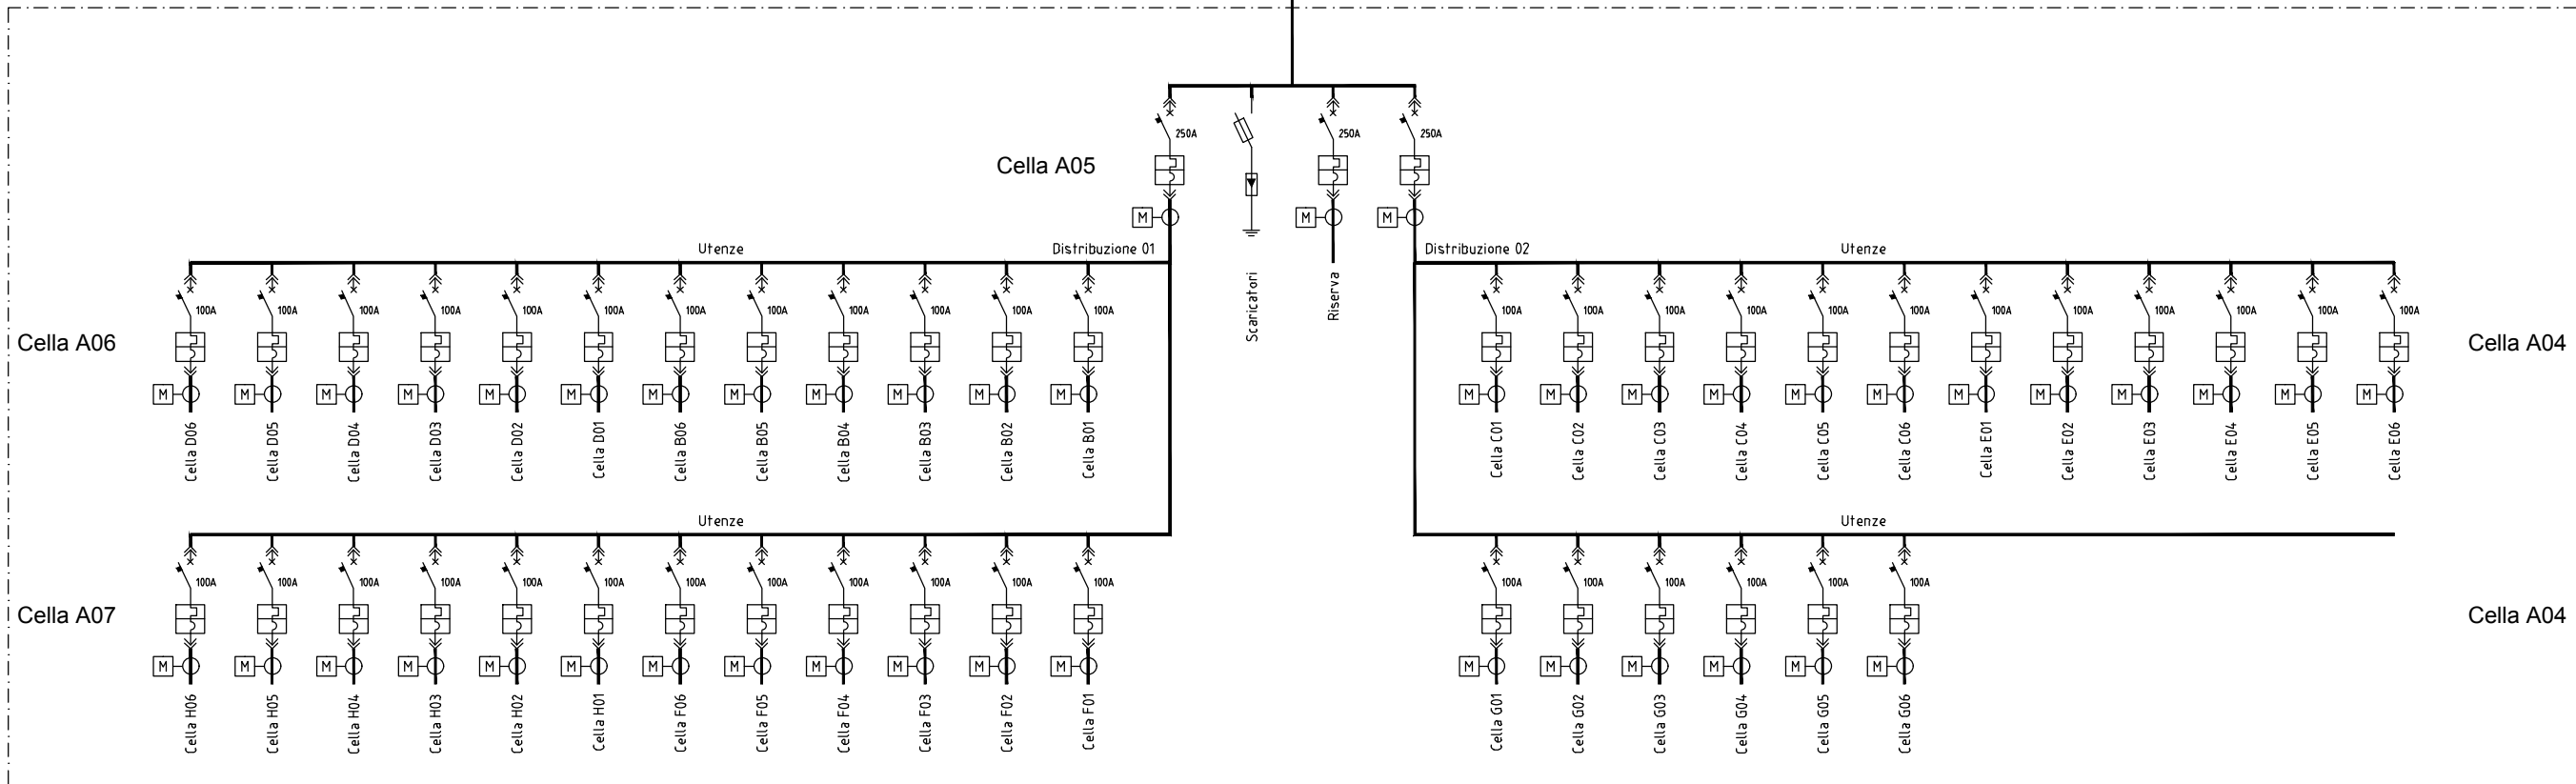 250A 250A 250A
Cella A05
M M M
Utenze Distribuzione 01 Distribuzione 02 Utenze
Scaricatori
Riserva
100A 100A 100A 100A 100A 100A 100A 100A 100A 100A 100A 100A 100A 100A 100A 100A 100A 100A 100A 100A 100A 100A 100A 100A
Cella A06 Cella A04
M M M M M M M M M M M M M M M M M M M M M M M M
Cella D06
Cella D05
Cella D04
Cella D03
Cella D02
Cella D01
Cella B06
Cella B05
Cella B04
Cella B03
Cella B02
Cella B01
Cella C01
Cella C02
Cella C03
Cella C04
Cella C05
Cella C06
Cella E01
Cella E02
Cella E03
Cella E04
Cella E05
Cella E06
Utenze Utenze
100A 100A 100A 100A 100A 100A 100A 100A 100A 100A 100A 100A 100A 100A 100A 100A 100A 100A
Cella A07 Cella A04
M M M M M M M M M M M M M M M M M M
Cella H06
Cella H05
Cella H04
Cella H03
Cella H02
Cella H01
Cella F06
Cella F05
Cella F04
Cella F03
Cella F02
Cella F01
Cella G01
Cella G02
Cella G03
Cella G04
Cella G05
Cella G06